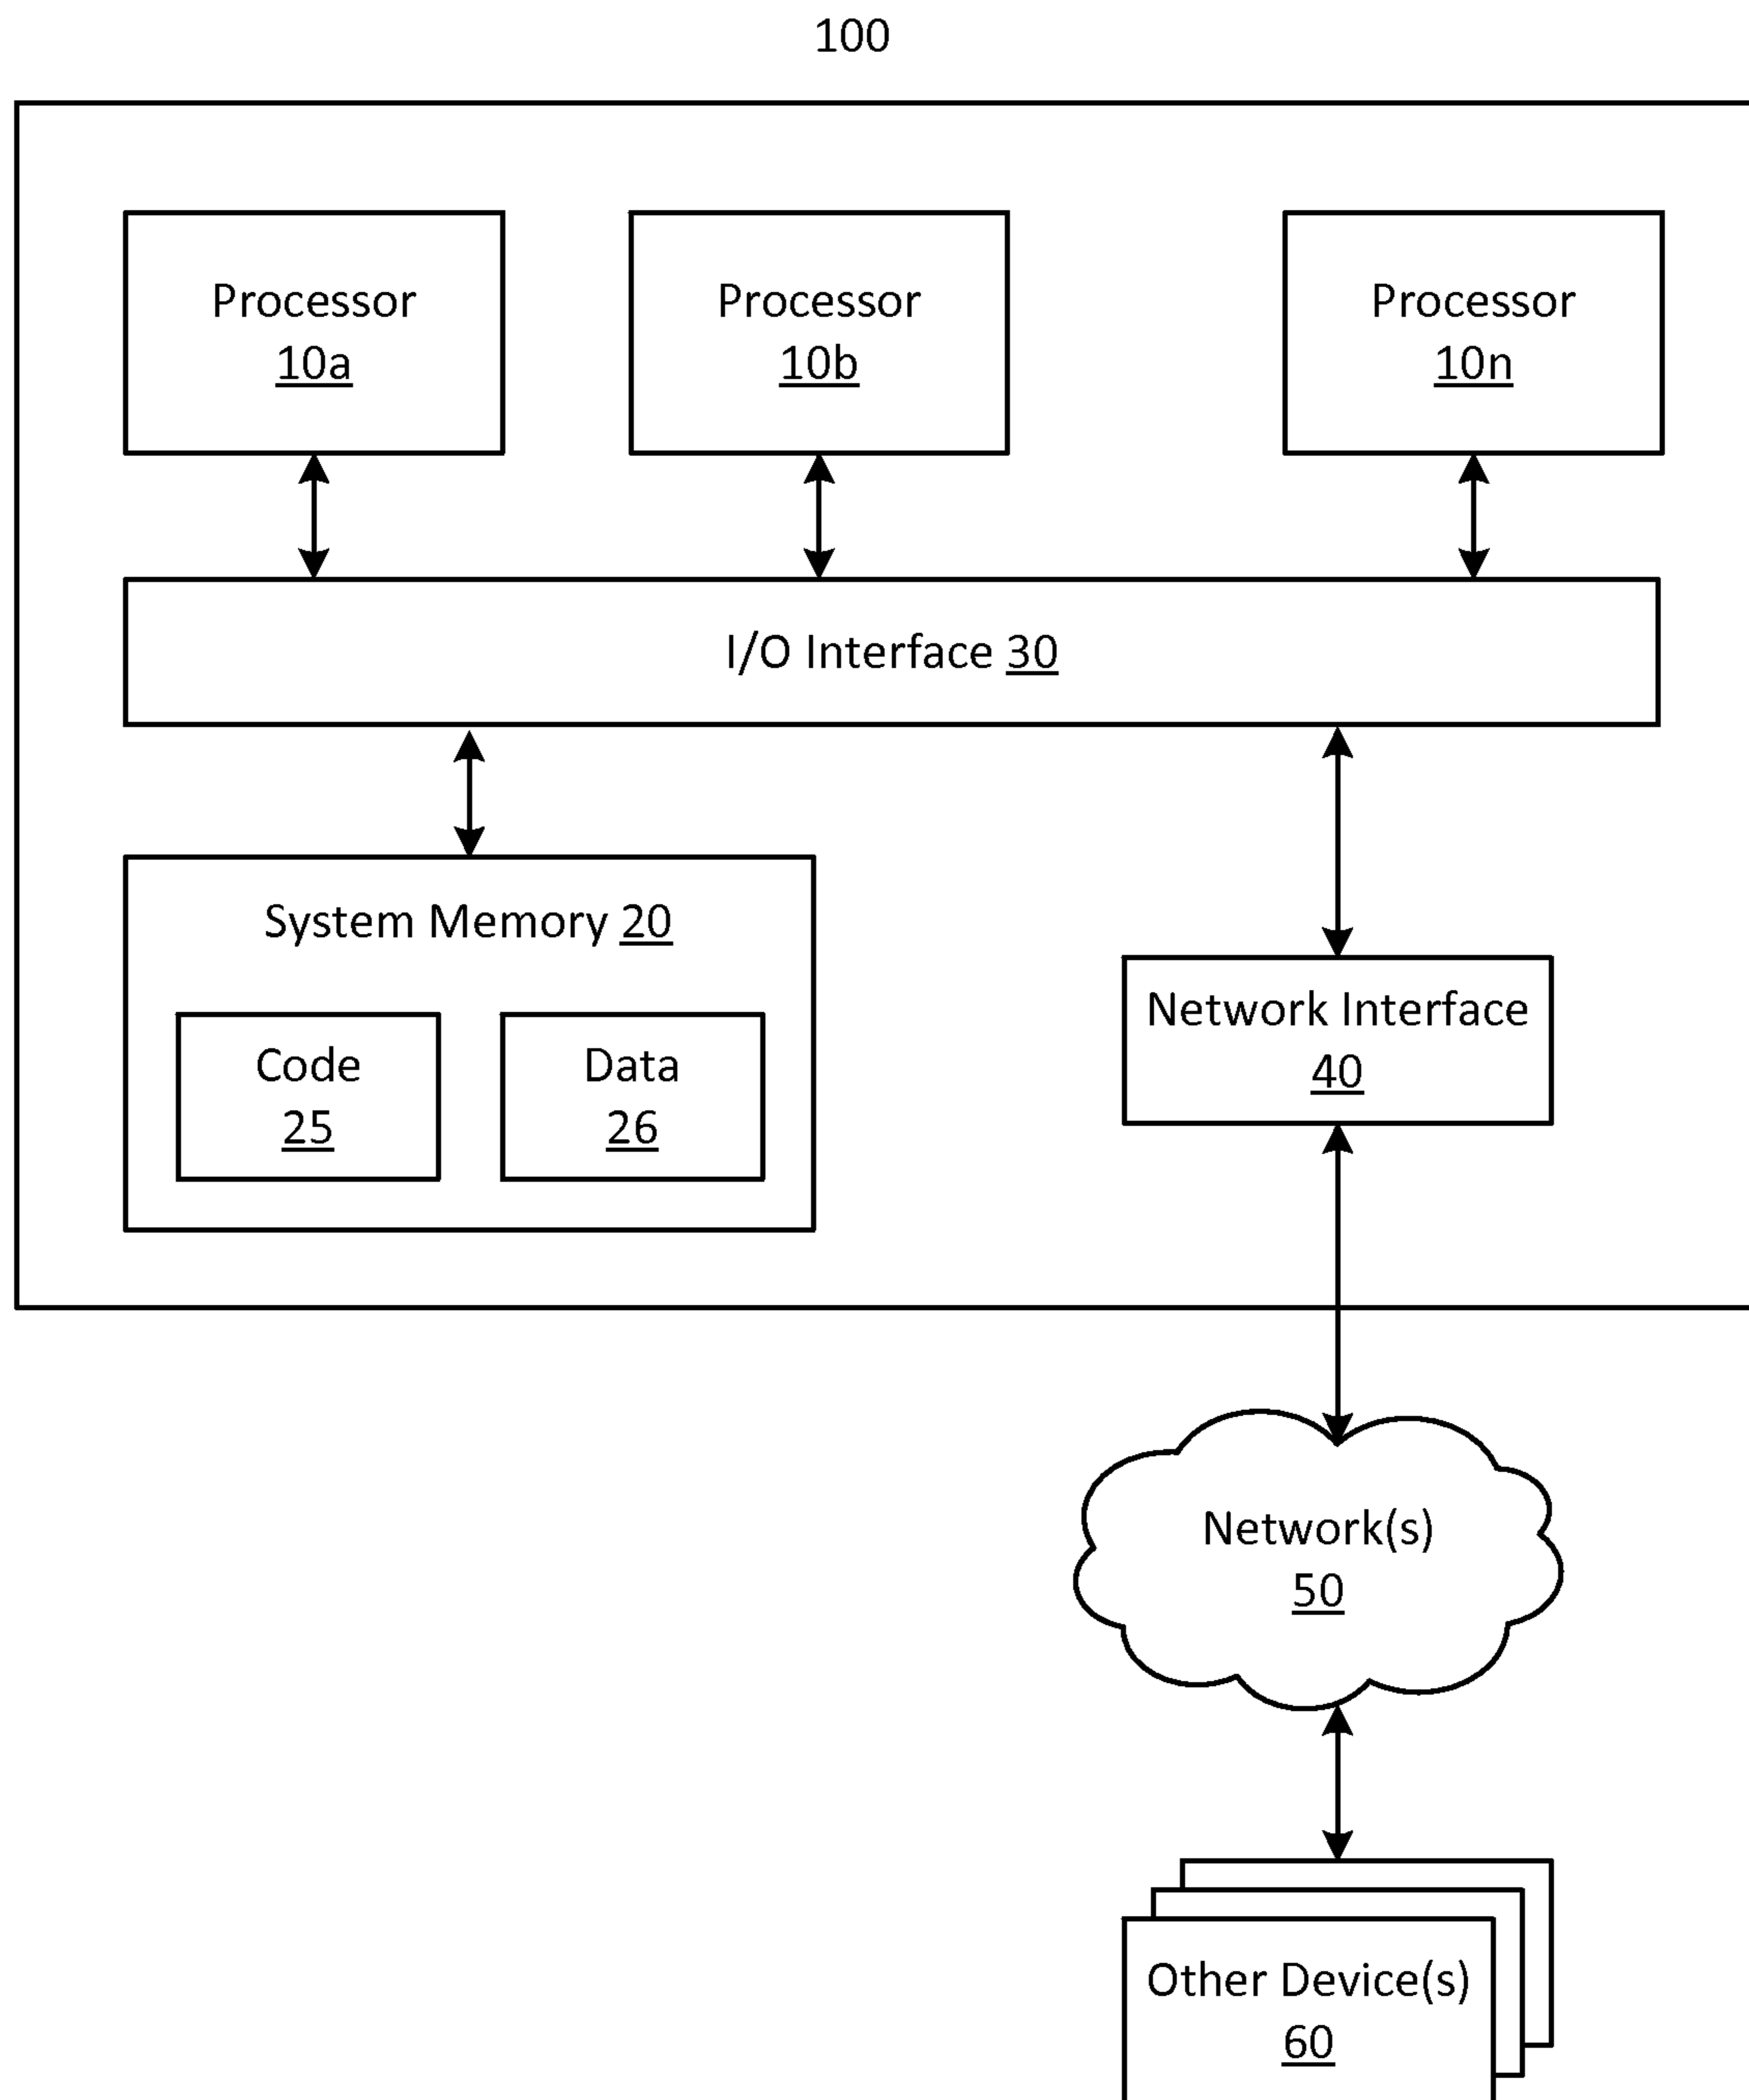 100
Processor
10a
Processor
10b
Processor
10n
I/O Interface 30
System Memory 20
Code
25
Data
26
Network Interface
40
Network(s)
50
Other Device(s)
60